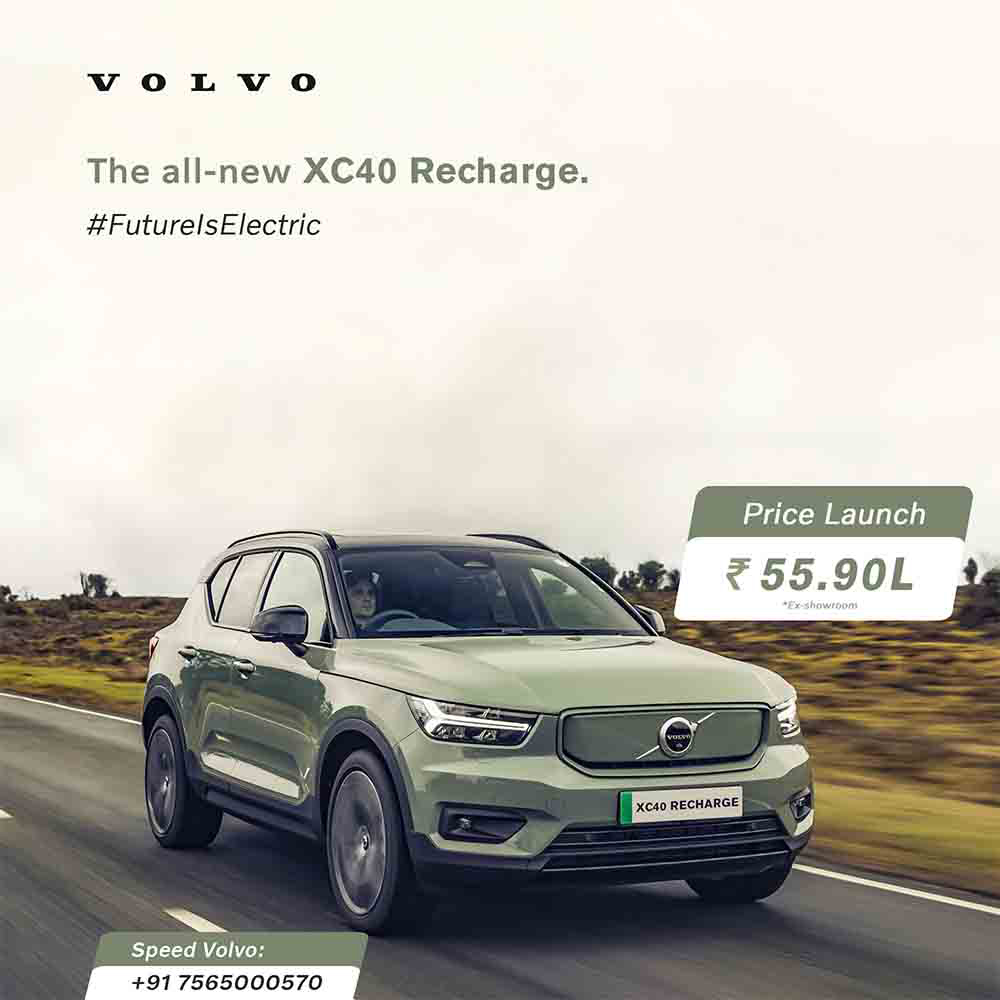 VOLVO
The all-new XC40 Recharge.
#FutureIsElectric
Price Launch
₹ 55.90L
*Ex-showroom
VOLVO
XC40 RECHARGE
Speed Volvo:
+91 7565000570